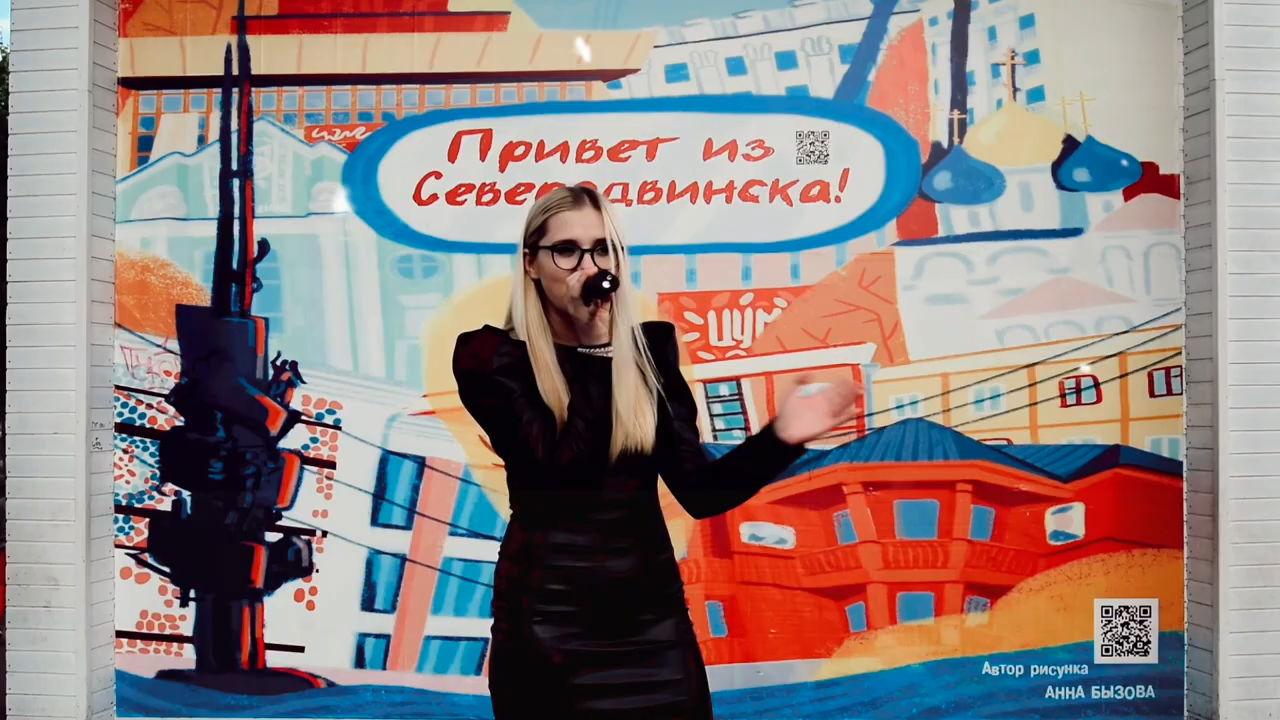 Привет из
Северодвинска!
ЦУМ
Автор рисунка
АННА БЫЗОВА